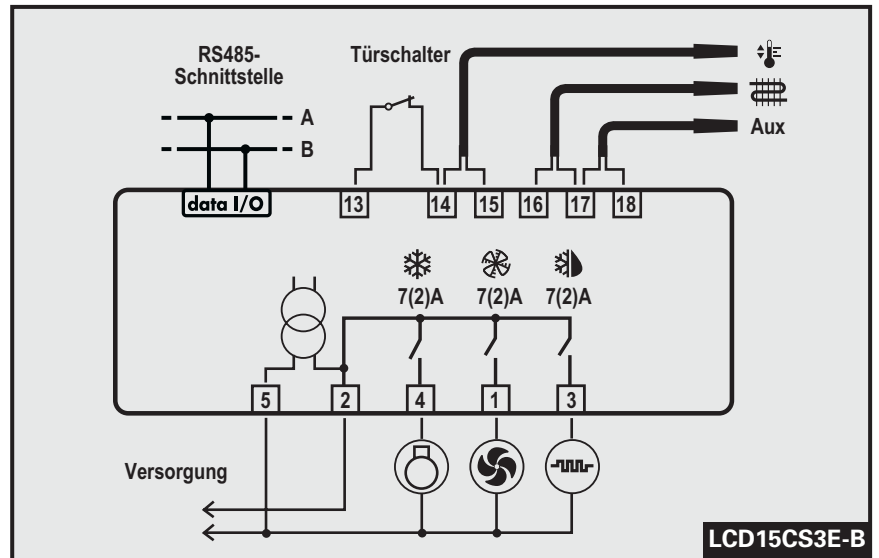 RS485-
Schnittstelle
Türschalter
A
B
Aux
data I/O
13
14
15
16
17
18
7(2)A
7(2)A
7(2)A
5
2
4
1
3
Versorgung
LCD15CS3E-B